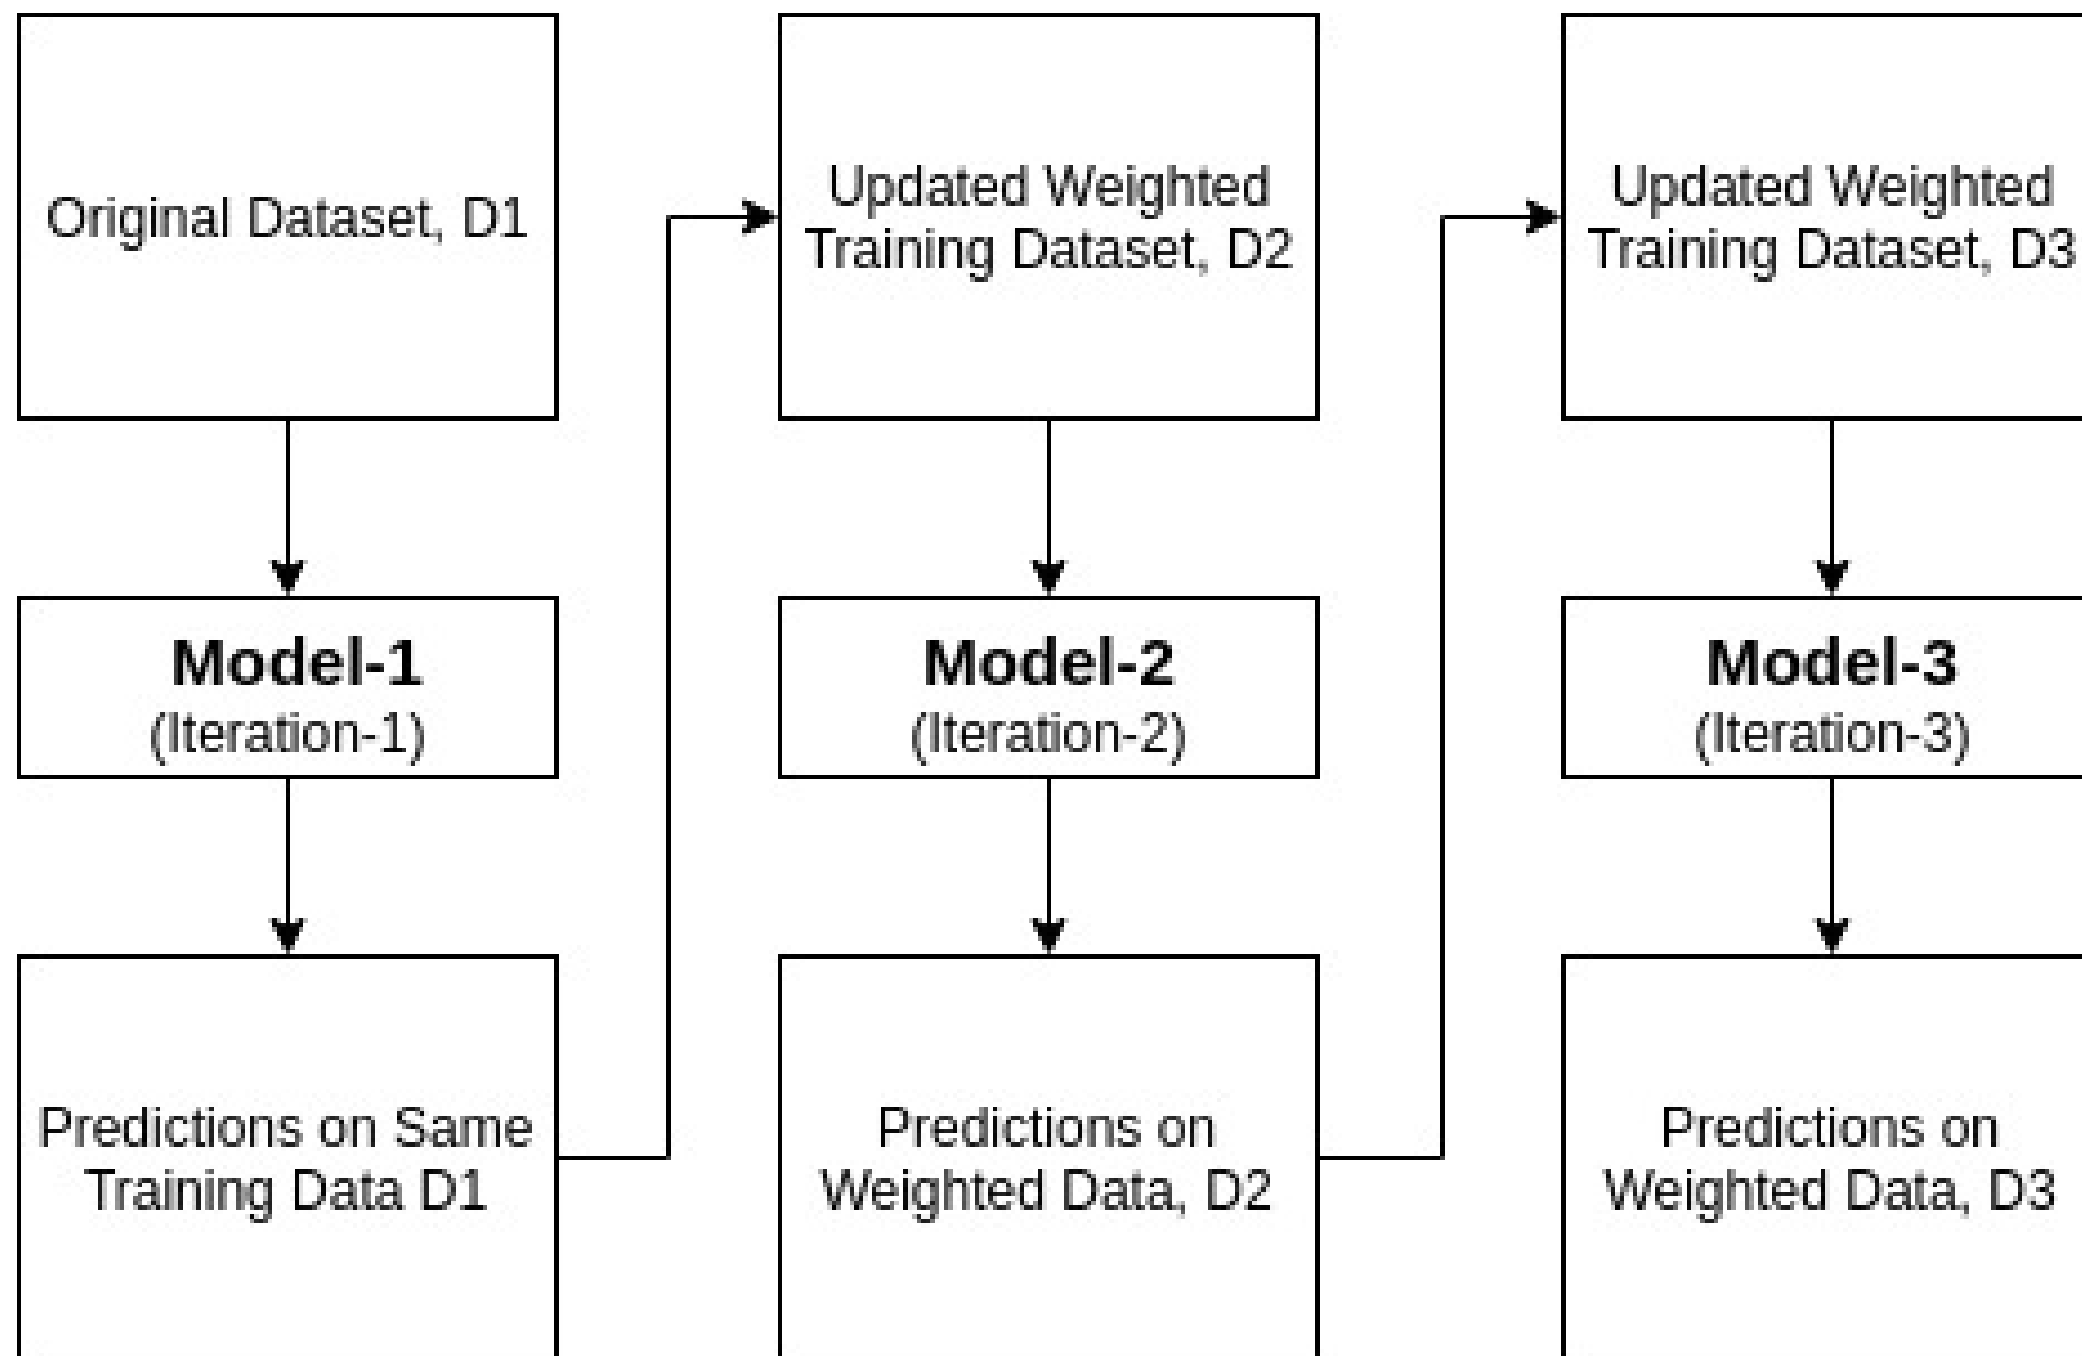 Original Dataset, D1
Model-1
(Iteration-1)
Predictions on Same
Training Data D1
Updated Weighted
Training Dataset, D2
Model-2
(Iteration-2)
Predictions on
Weighted Data, D2
Updated Weighted
Training Dataset, D3
Model-3
(Iteration-3)
Predictions on
Weighted Data, D3